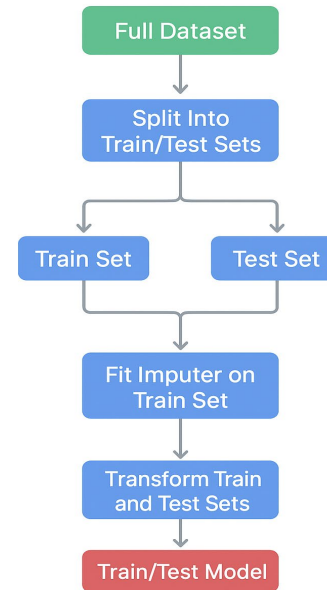 Full Dataset
Split Into
Train/Test Sets
Train Set
Test Set
Fit Imputer on
Train Set
Transform Train
and Test Sets
Train/Test Model